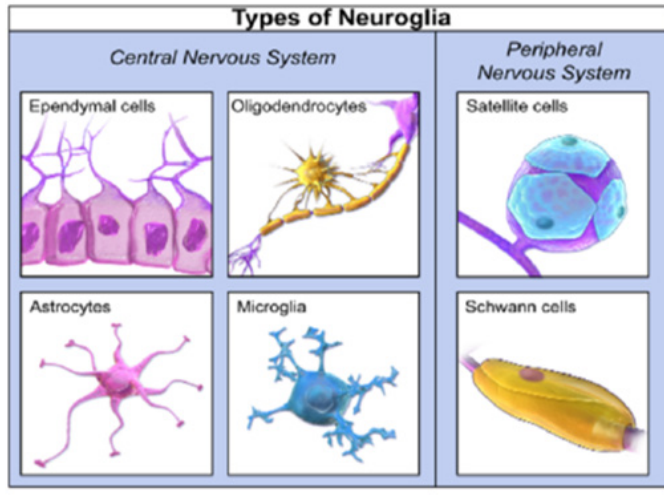 Types of Neuroglia
Central Nervous System
Peripheral
Nervous System
Ependymal cells
Oligodendrocytes
Satellite cells
Astrocytes
Microglia
Schwann cells